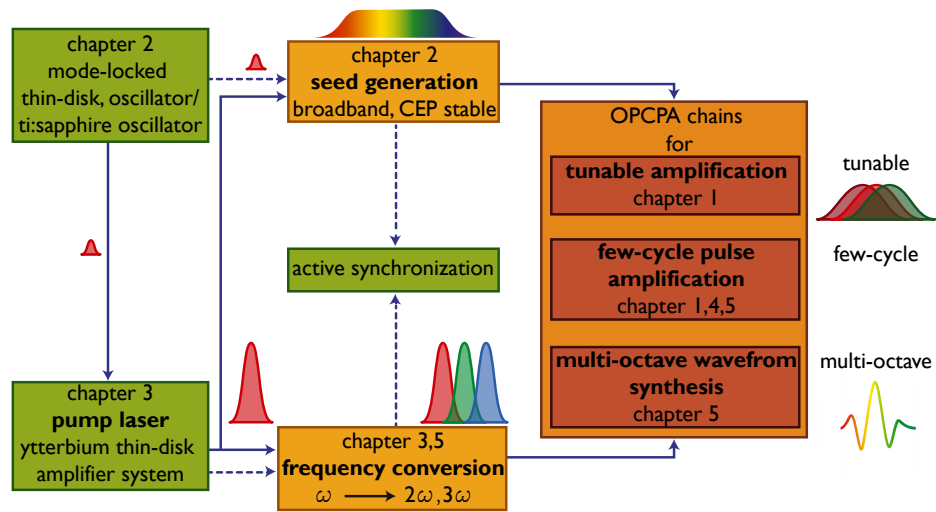 chapter 2
mode-locked
thin-disk, oscillator/
ti:sapphire oscillator
chapter 2
seed generation
broadband, CEP stable
OPCPA chains
for
tunable amplification
chapter 1
few-cycle pulse
amplification
chapter 1,4,5
multi-octave wavefrom
synthesis
chapter 5
tunable
few-cycle
multi-octave
active synchronization
chapter 3
pump laser
ytterbium thin-disk
amplifier system
chapter 3,5
frequency conversion
ω → 2ω,3ω